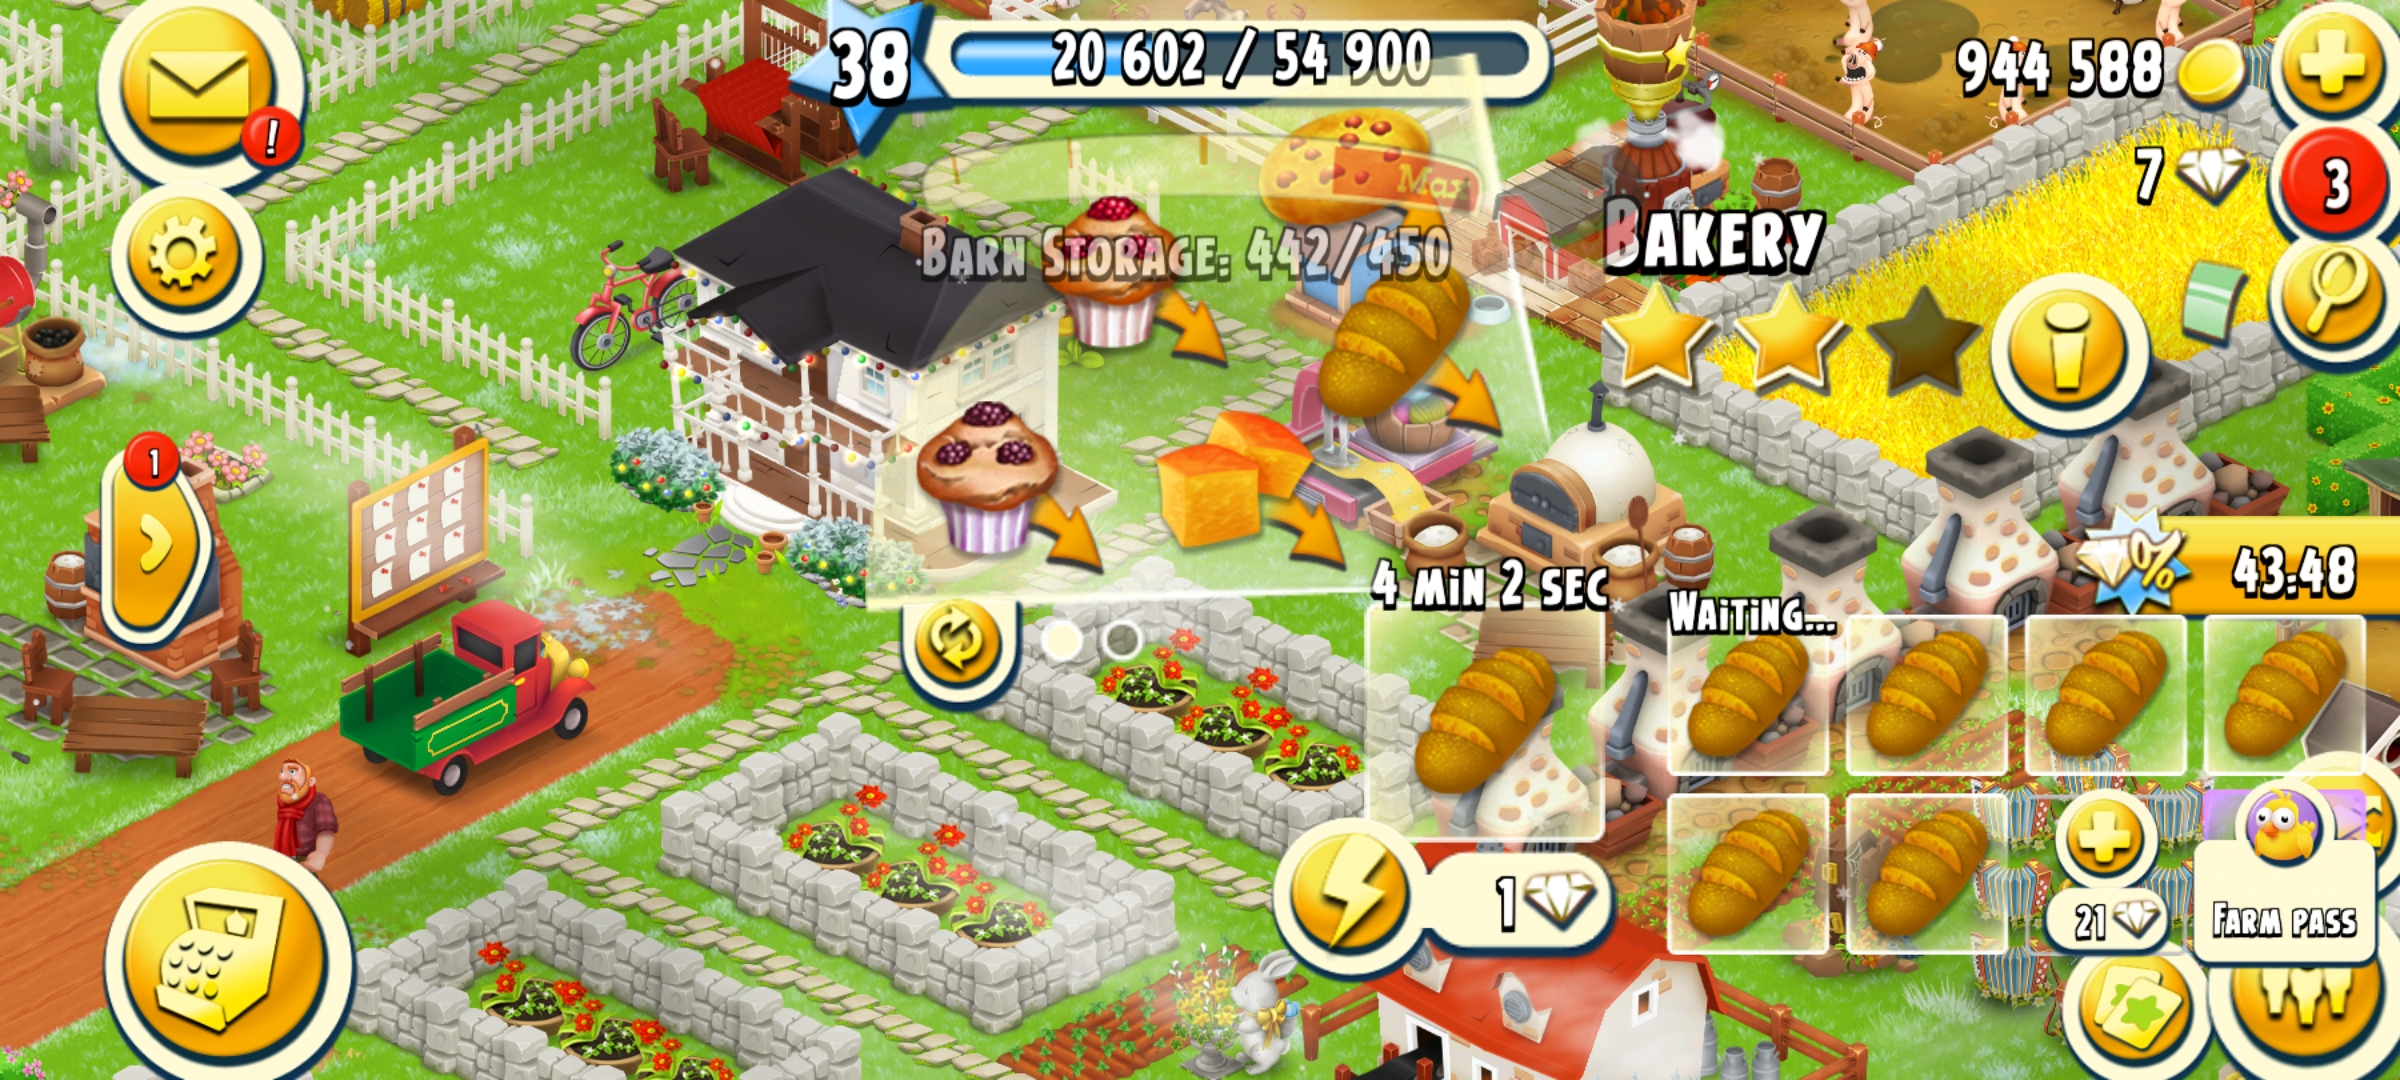 38
20 602 / 54 900
944 588
!
7
3
Max
BARN STORAGE: 442/450
BAKERY
1
43:48
%
4 MIN 2 SEC
WAITING...
1
21
FARM PASS